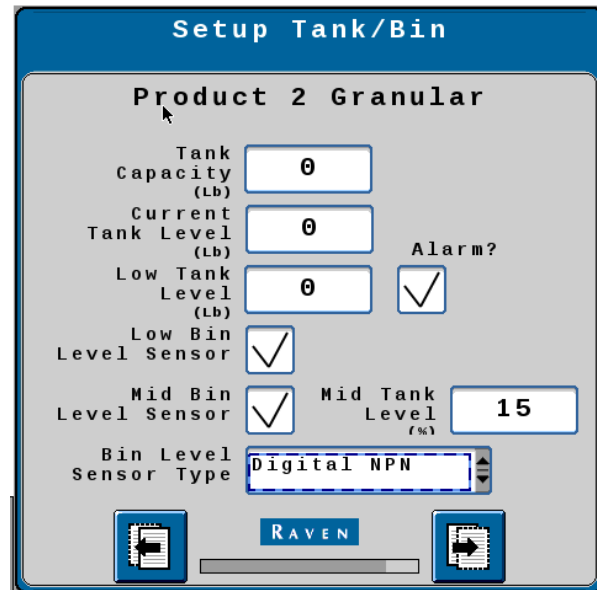 Setup Tank/Bin
Product 2 Granular
Tank
Capacity
(Lb)
0
Current
Tank Level
(Lb)
0
Alarm?
Low Tank
Level
(Lb)
0
Low Bin
Level Sensor
Mid Bin
Level Sensor
Mid Tank
Level
(%)
15
Bin Level
Sensor Type
Digital NPN
RAVEN